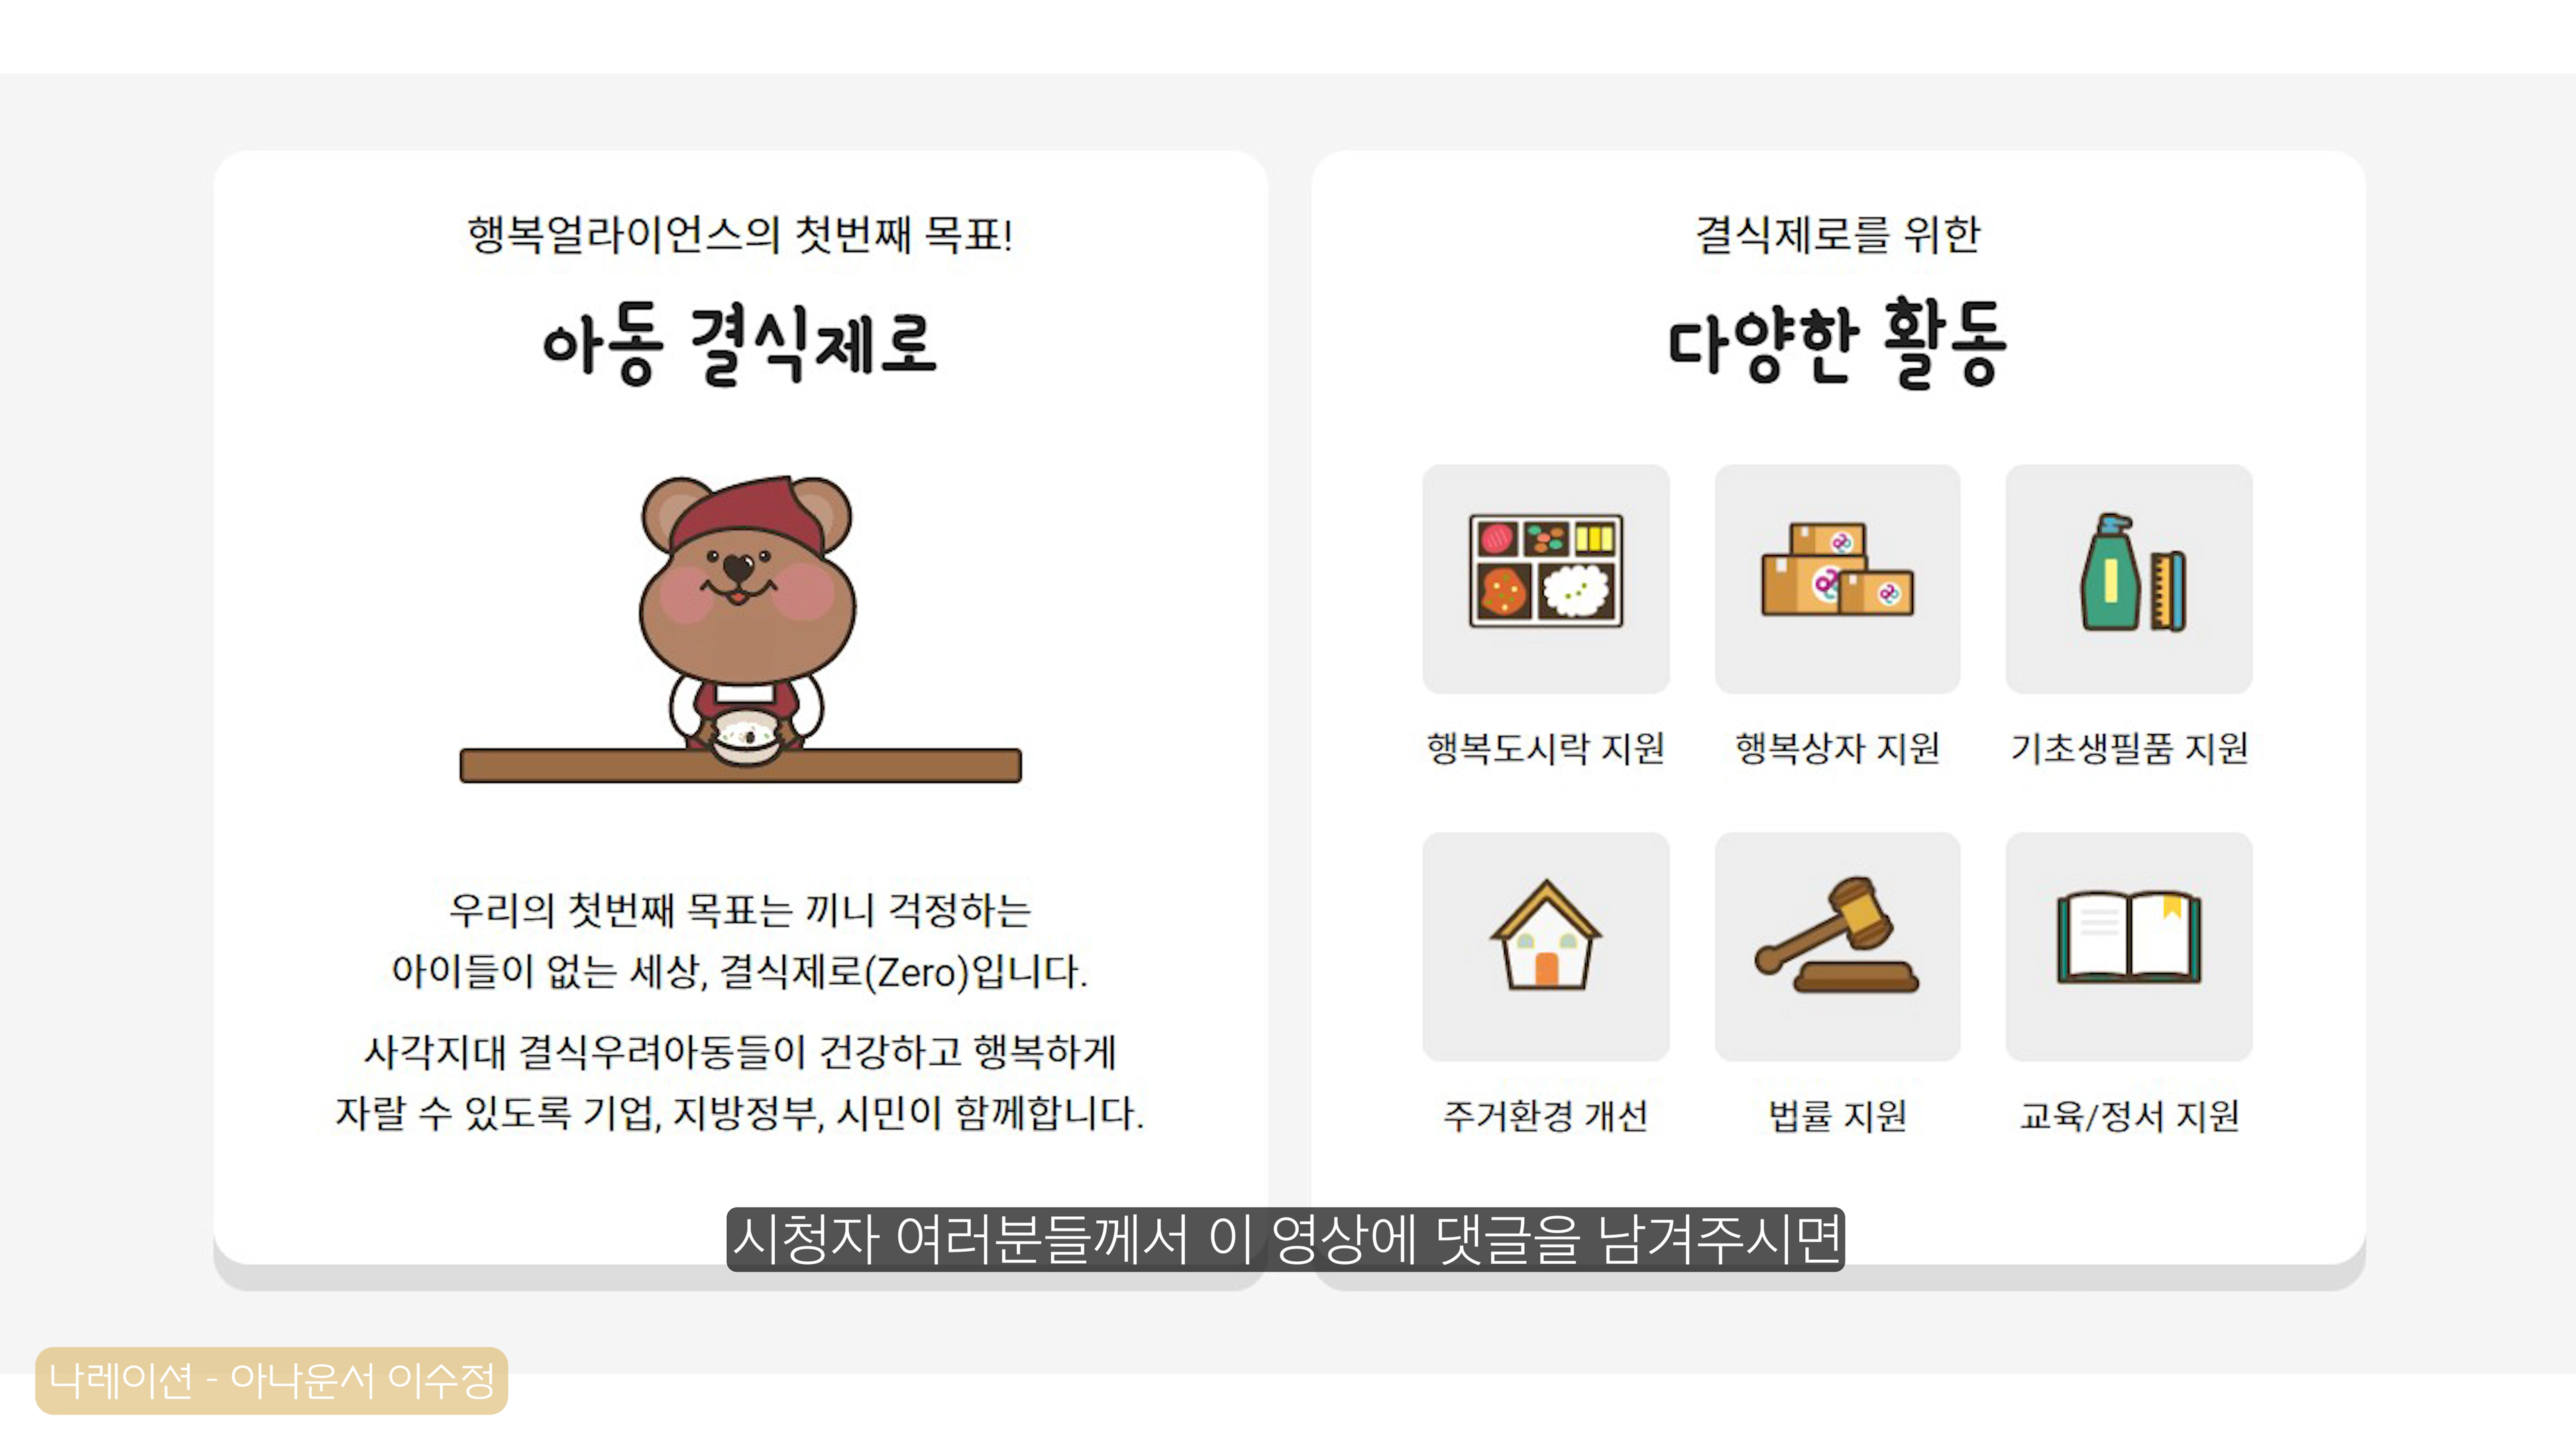 행복얼라이언스의 첫번째 목표!
아동 결식제로
우리의 첫번째 목표는 끼니 걱정하는
아이들이 없는 세상, 결식제로(Zero)입니다.
사각지대 결식우려아동들이 건강하고 행복하게
자랄 수 있도록 기업, 지방정부, 시민이 함께합니다.
결식제로를 위한
다양한 활동
행복도시락 지원
행복상자 지원
기초생필품 지원
주거환경 개선
법률 지원
교육/정서 지원
시청자 여러분들께서 이 영상에 댓글을 남겨주시면
나레이션 - 아나운서 이수정